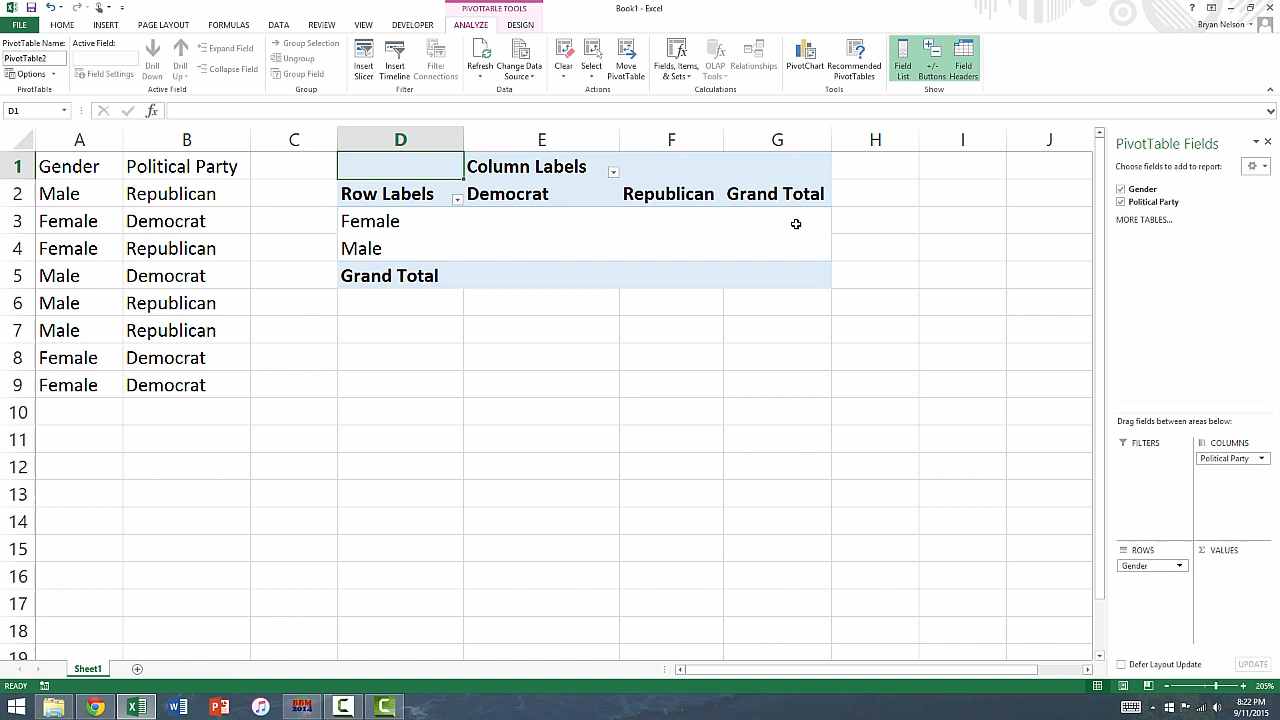 PIVOTTABLE TOOLS
Book1 - Excel
FILE HOME INSERT PAGE LAYOUT FORMULAS DATA REVIEW VIEW DEVELOPER ANALYZE DESIGN Bryan Nelson
PivotTable Name: Active Field:
PivotTable2
Options
Field Settings
Drill Down
Drill Up
Expand Field
Collapse Field
Group Selection
Ungroup
Group Field
Insert Slicer
Insert Timeline
Filter Connections
Refresh
Change Data Source
Clear
Select
Move PivotTable
Fields, Items, & Sets
OLAP Tools
Relationships
PivotChart
Recommended PivotTables
Field List
+/- Buttons
Field Headers
PivotTable Active Field Group Filter Data Actions Calculations Tools Show
D1 fx
A B C D E F G H I J
1 Gender Political Party Column Labels
2 Male Republican Row Labels Democrat Republican Grand Total
3 Female Democrat Female
4 Female Republican Male
5 Male Democrat Grand Total
6 Male Republican
7 Male Republican
8 Female Democrat
9 Female Democrat
10
11
12
13
14
15
16
17
18
19
PivotTable Fields
Choose fields to add to report:
Gender
Political Party
MORE TABLES...
Drag fields between areas below:
FILTERS COLUMNS
Political Party
ROWS Σ VALUES
Gender
Defer Layout Update UPDATE
Sheet1
READY 205%
BBM 2014
8:22 PM
9/11/2015